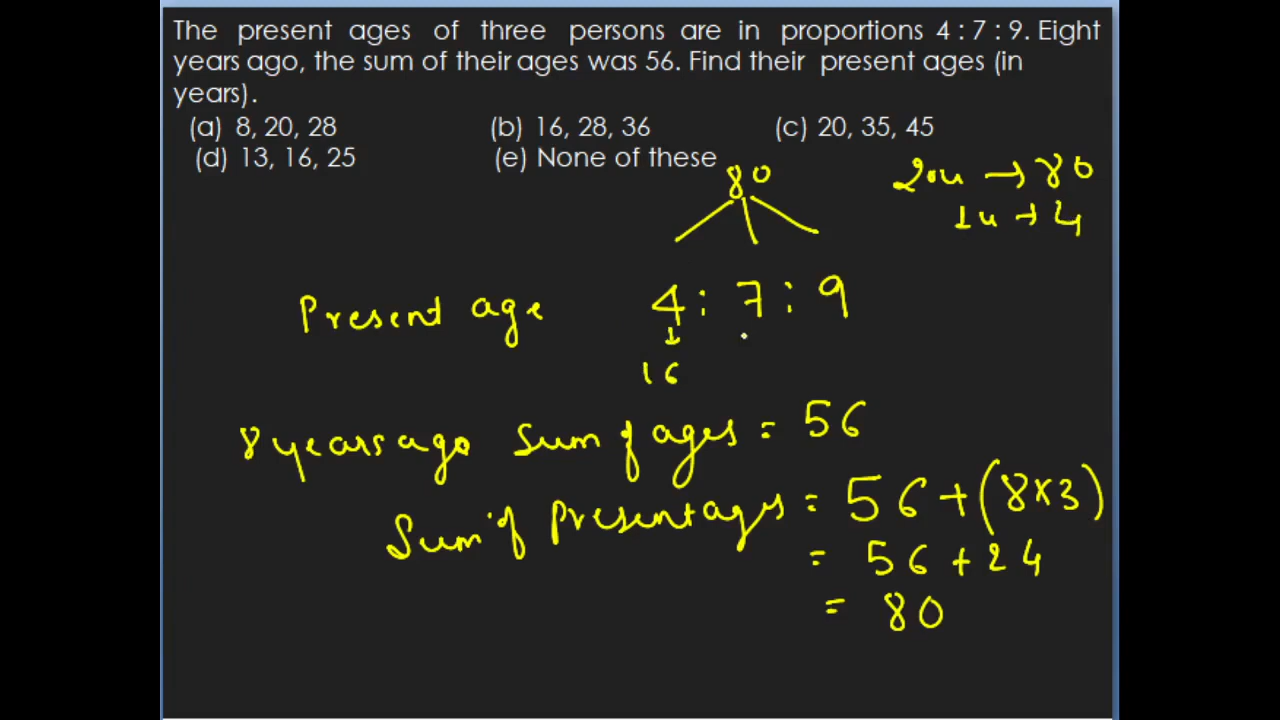 The present ages of three persons are in proportions 4 : 7 : 9. Eight
years ago, the sum of their ages was 56. Find their present ages (in
years).
(a) 8, 20, 28 (b) 16, 28, 36 (c) 20, 35, 45
(d) 13, 16, 25 (e) None of these
80
20u → 80
1u → 4
Present age 4 : 7 : 9
↓
16
8 years ago sum of ages = 56
Sum of Present ages = 56 + (8×3)
= 56 + 24
= 80